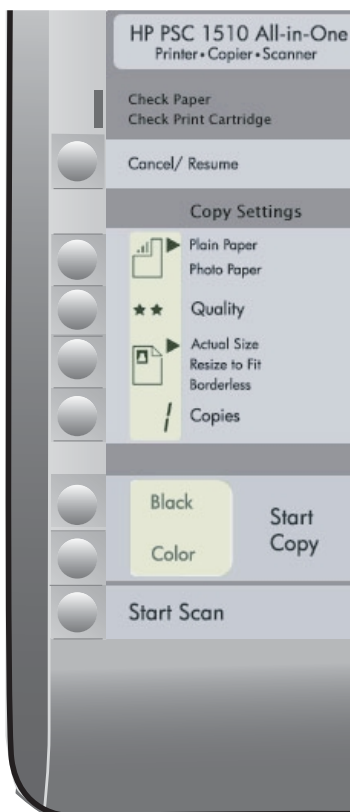 HP PSC 1510 All-in-One
Printer • Copier • Scanner
Check Paper
Check Print Cartridge
Cancel/ Resume
Copy Settings
Plain Paper
Photo Paper
Quality
Actual Size
Resize to Fit
Borderless
1 Copies
Black
Start
Copy
Color
Start Scan